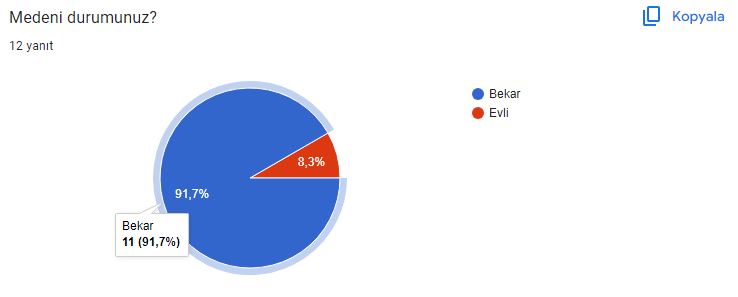 Medeni durumunuz?
Kopyala
12 yanıt
Bekar
Evli
8,3%
91,7%
Bekar
11 (91,7%)